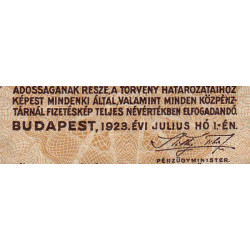 ADÓSSÁGÁNAK RÉSZE, A TÖRVÉNY HATÁROZATAIHOZ
KÉPEST MINDENKI ÁLTAL, VALAMINT MINDEN KÖZPÉNZ-
TÁRNÁL FIZETÉSKÉP TELJES NÉVÉRTÉKBEN ELFOGADANDÓ.
BUDAPEST, 1923. ÉVI JULIUS HÓ 1.-ÉN.
PÉNZÜGYMINISTER.